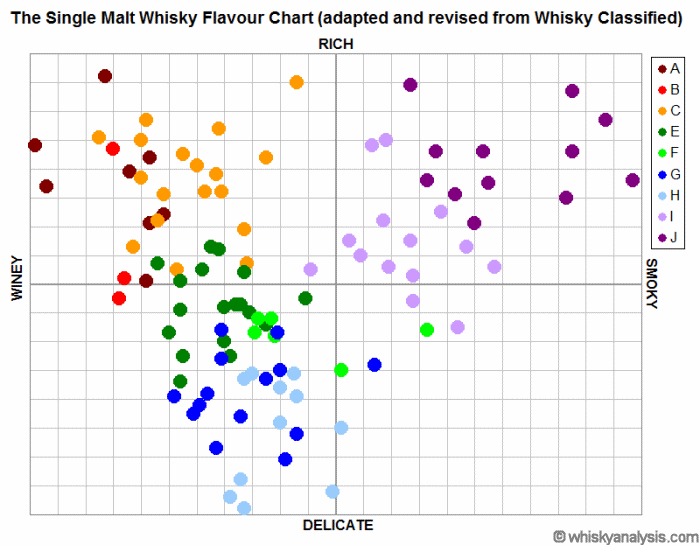 The Single Malt Whisky Flavour Chart (adapted and revised from Whisky Classified)
RICH
A
B
C
E
F
G
H
I
J
WINEY
SMOKY
DELICATE
© whiskyanalysis.com